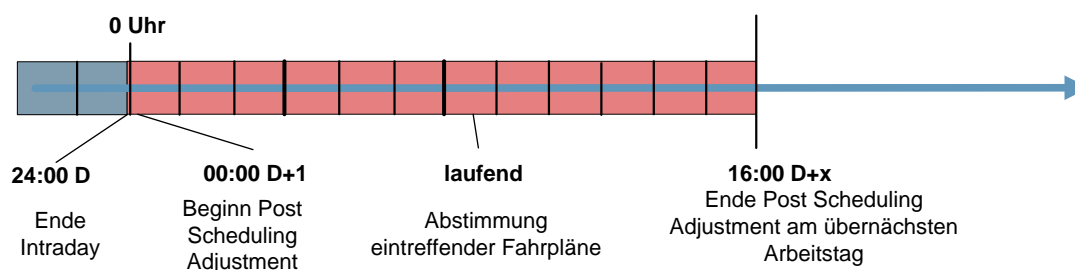 0 Uhr
24:00 D
Ende
Intraday
00:00 D+1
Beginn Post
Scheduling
Adjustment
laufend
Abstimmung
eintreffender Fahrpläne
16:00 D+x
Ende Post Scheduling
Adjustment am übernächsten
Arbeitstag